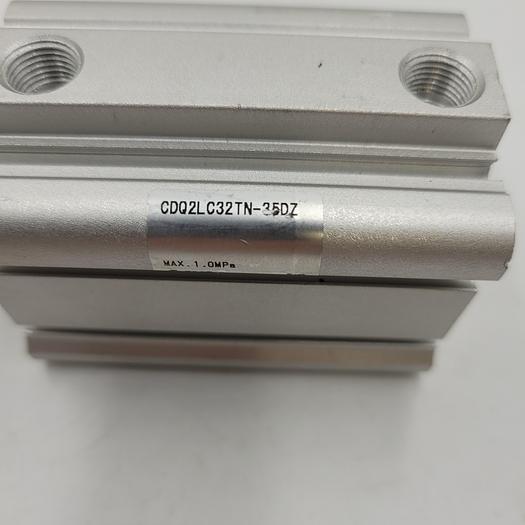 CDQ2LC32TN-35DZ
MAX. 1.0MPa